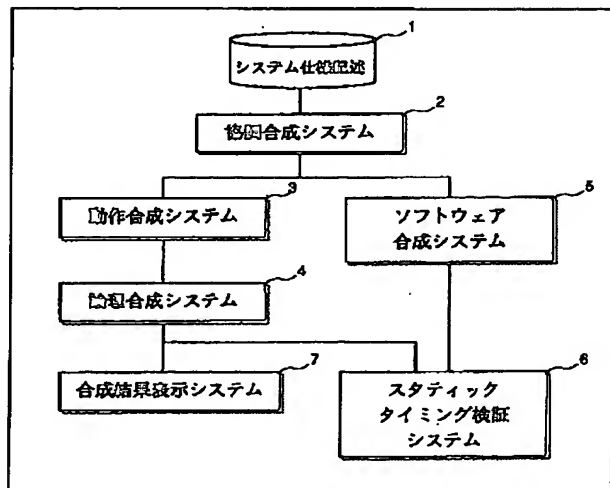 1
システム仕様記述
2
協調合成システム
3
動作合成システム
5
ソフトウェア
合成システム
4
論理合成システム
7
合成結果表示システム
6
スタティック
タイミング検証
システム